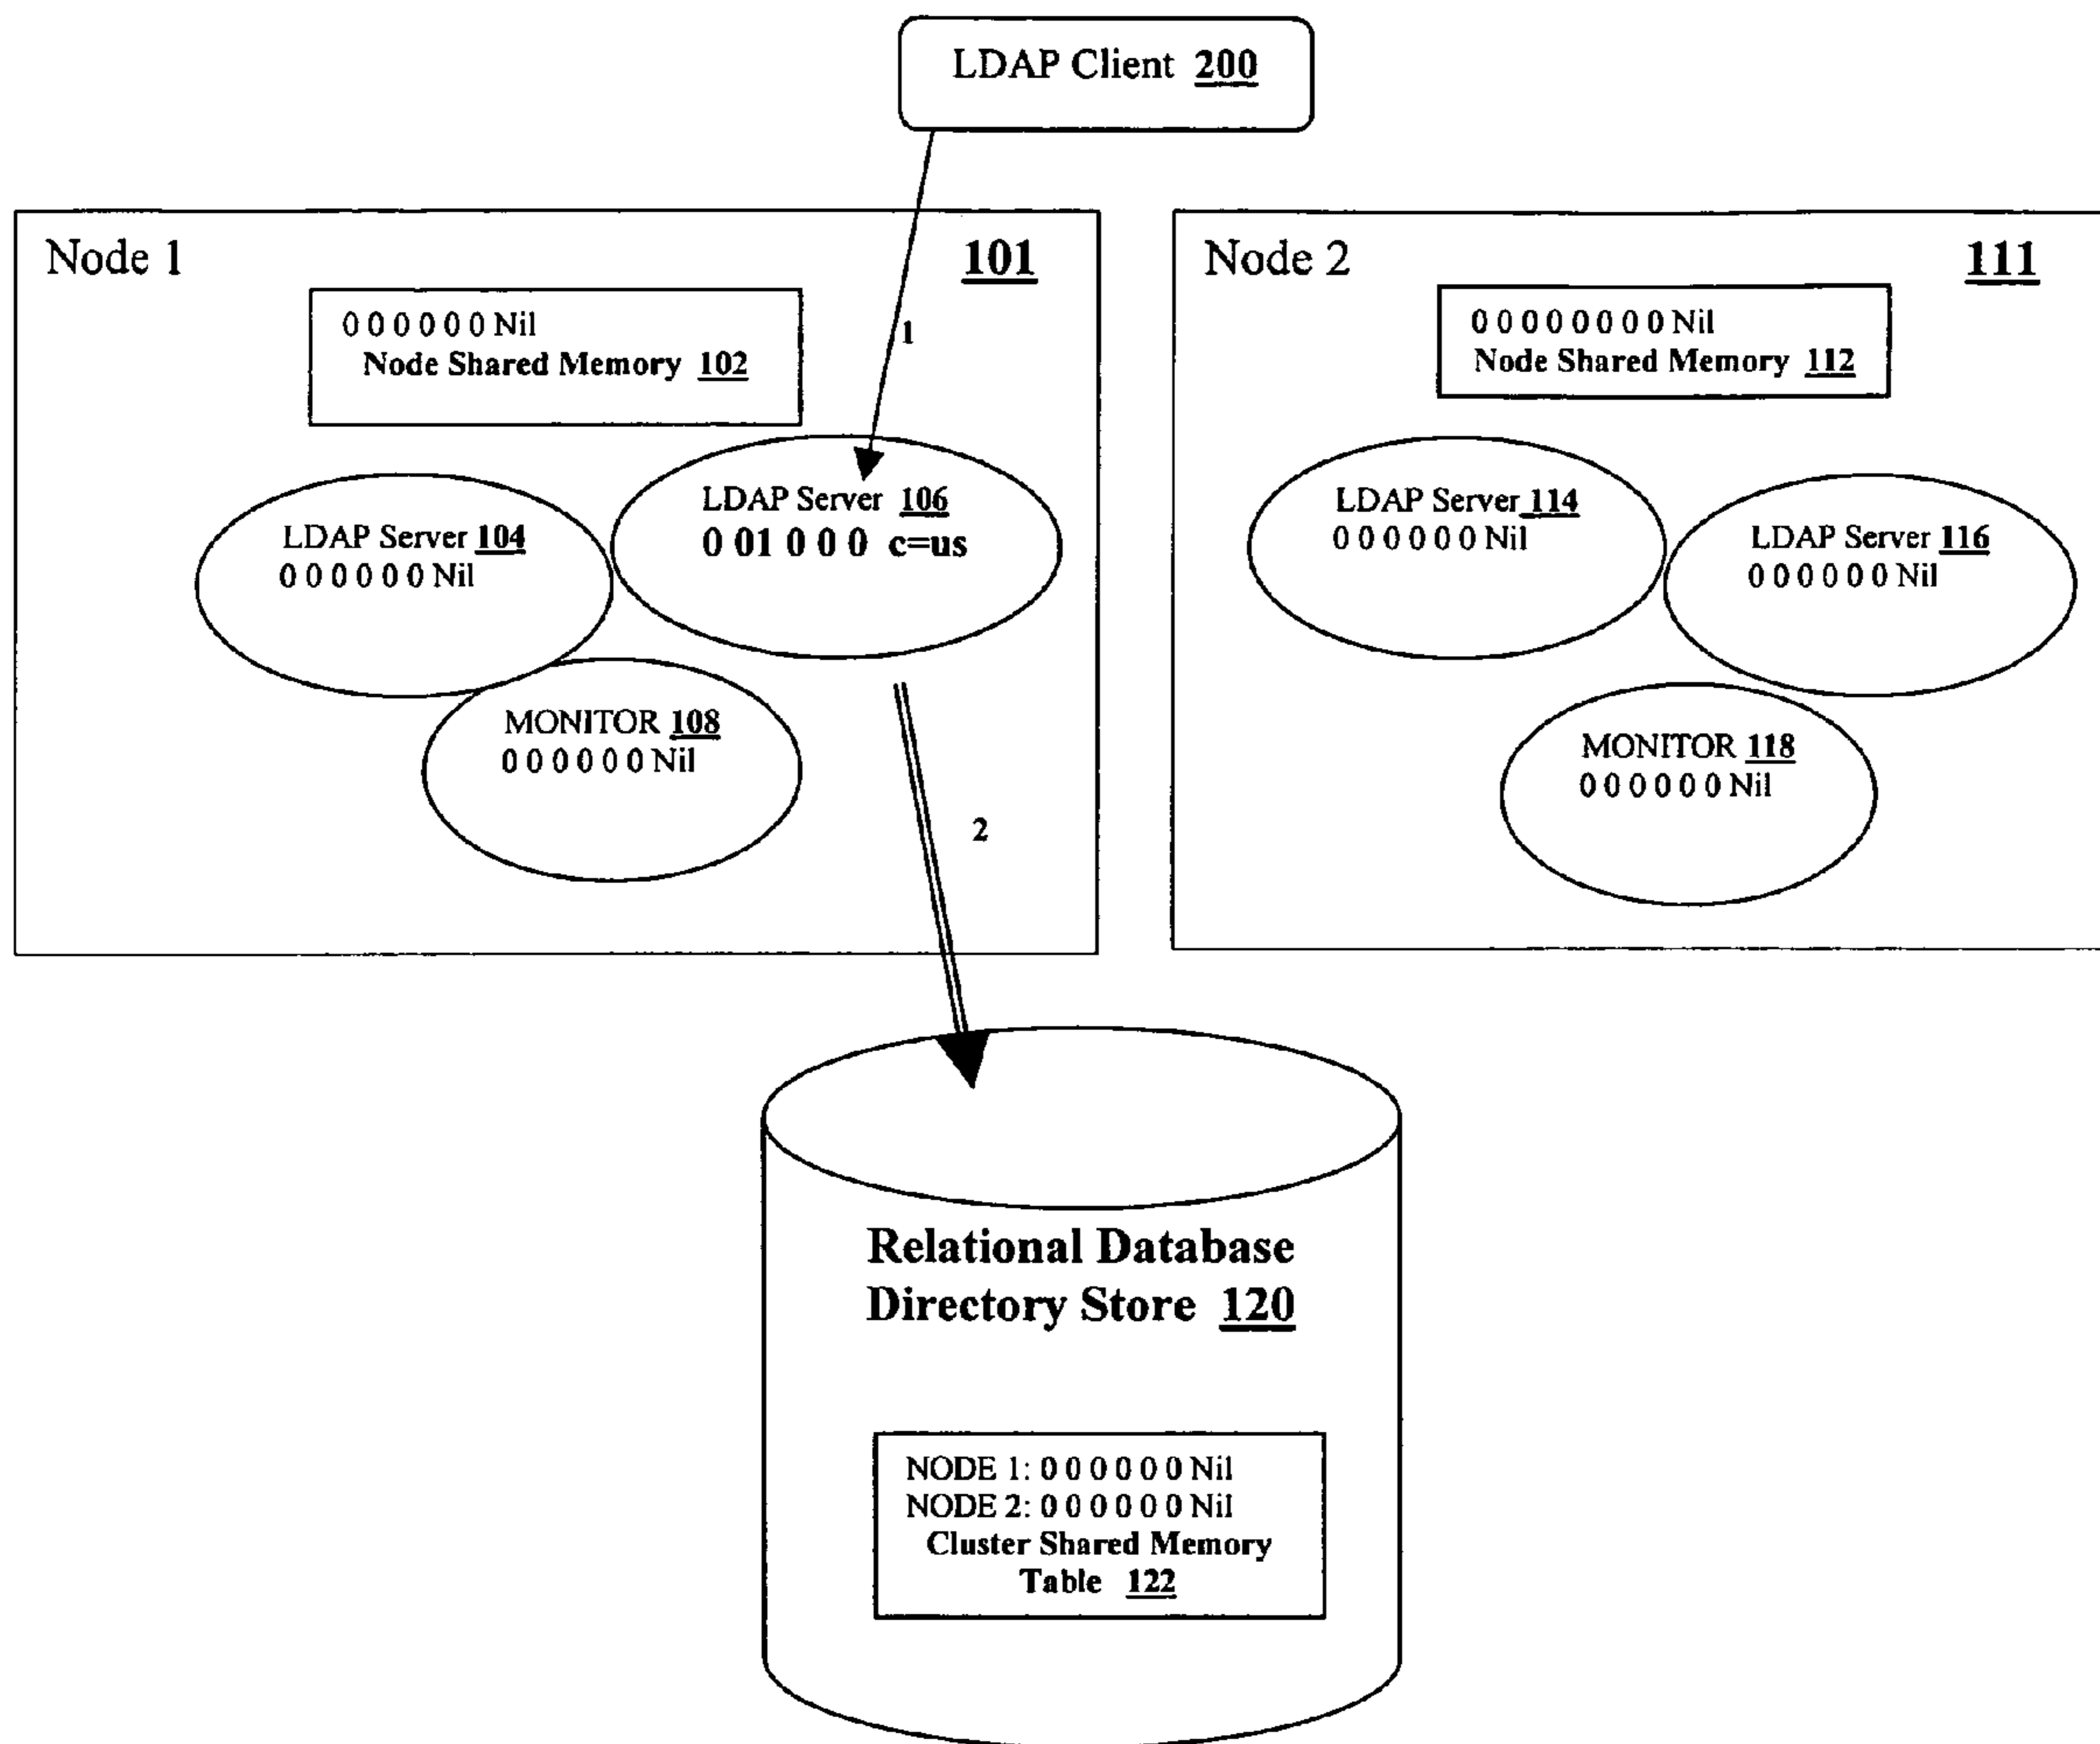 LDAP Client 200
Node 1 101
0 0 0 0 0 0 Nil
Node Shared Memory 102
1
LDAP Server 104
0 0 0 0 0 0 Nil
LDAP Server 106
0 01 0 0 0 c=us
MONITOR 108
0 0 0 0 0 0 Nil
2
Node 2 111
0 0 0 0 0 0 0 0 Nil
Node Shared Memory 112
LDAP Server 114
0 0 0 0 0 0 Nil
LDAP Server 116
0 0 0 0 0 0 Nil
MONITOR 118
0 0 0 0 0 0 Nil
Relational Database
Directory Store 120
NODE 1: 0 0 0 0 0 0 Nil
NODE 2: 0 0 0 0 0 0 Nil
Cluster Shared Memory
Table 122